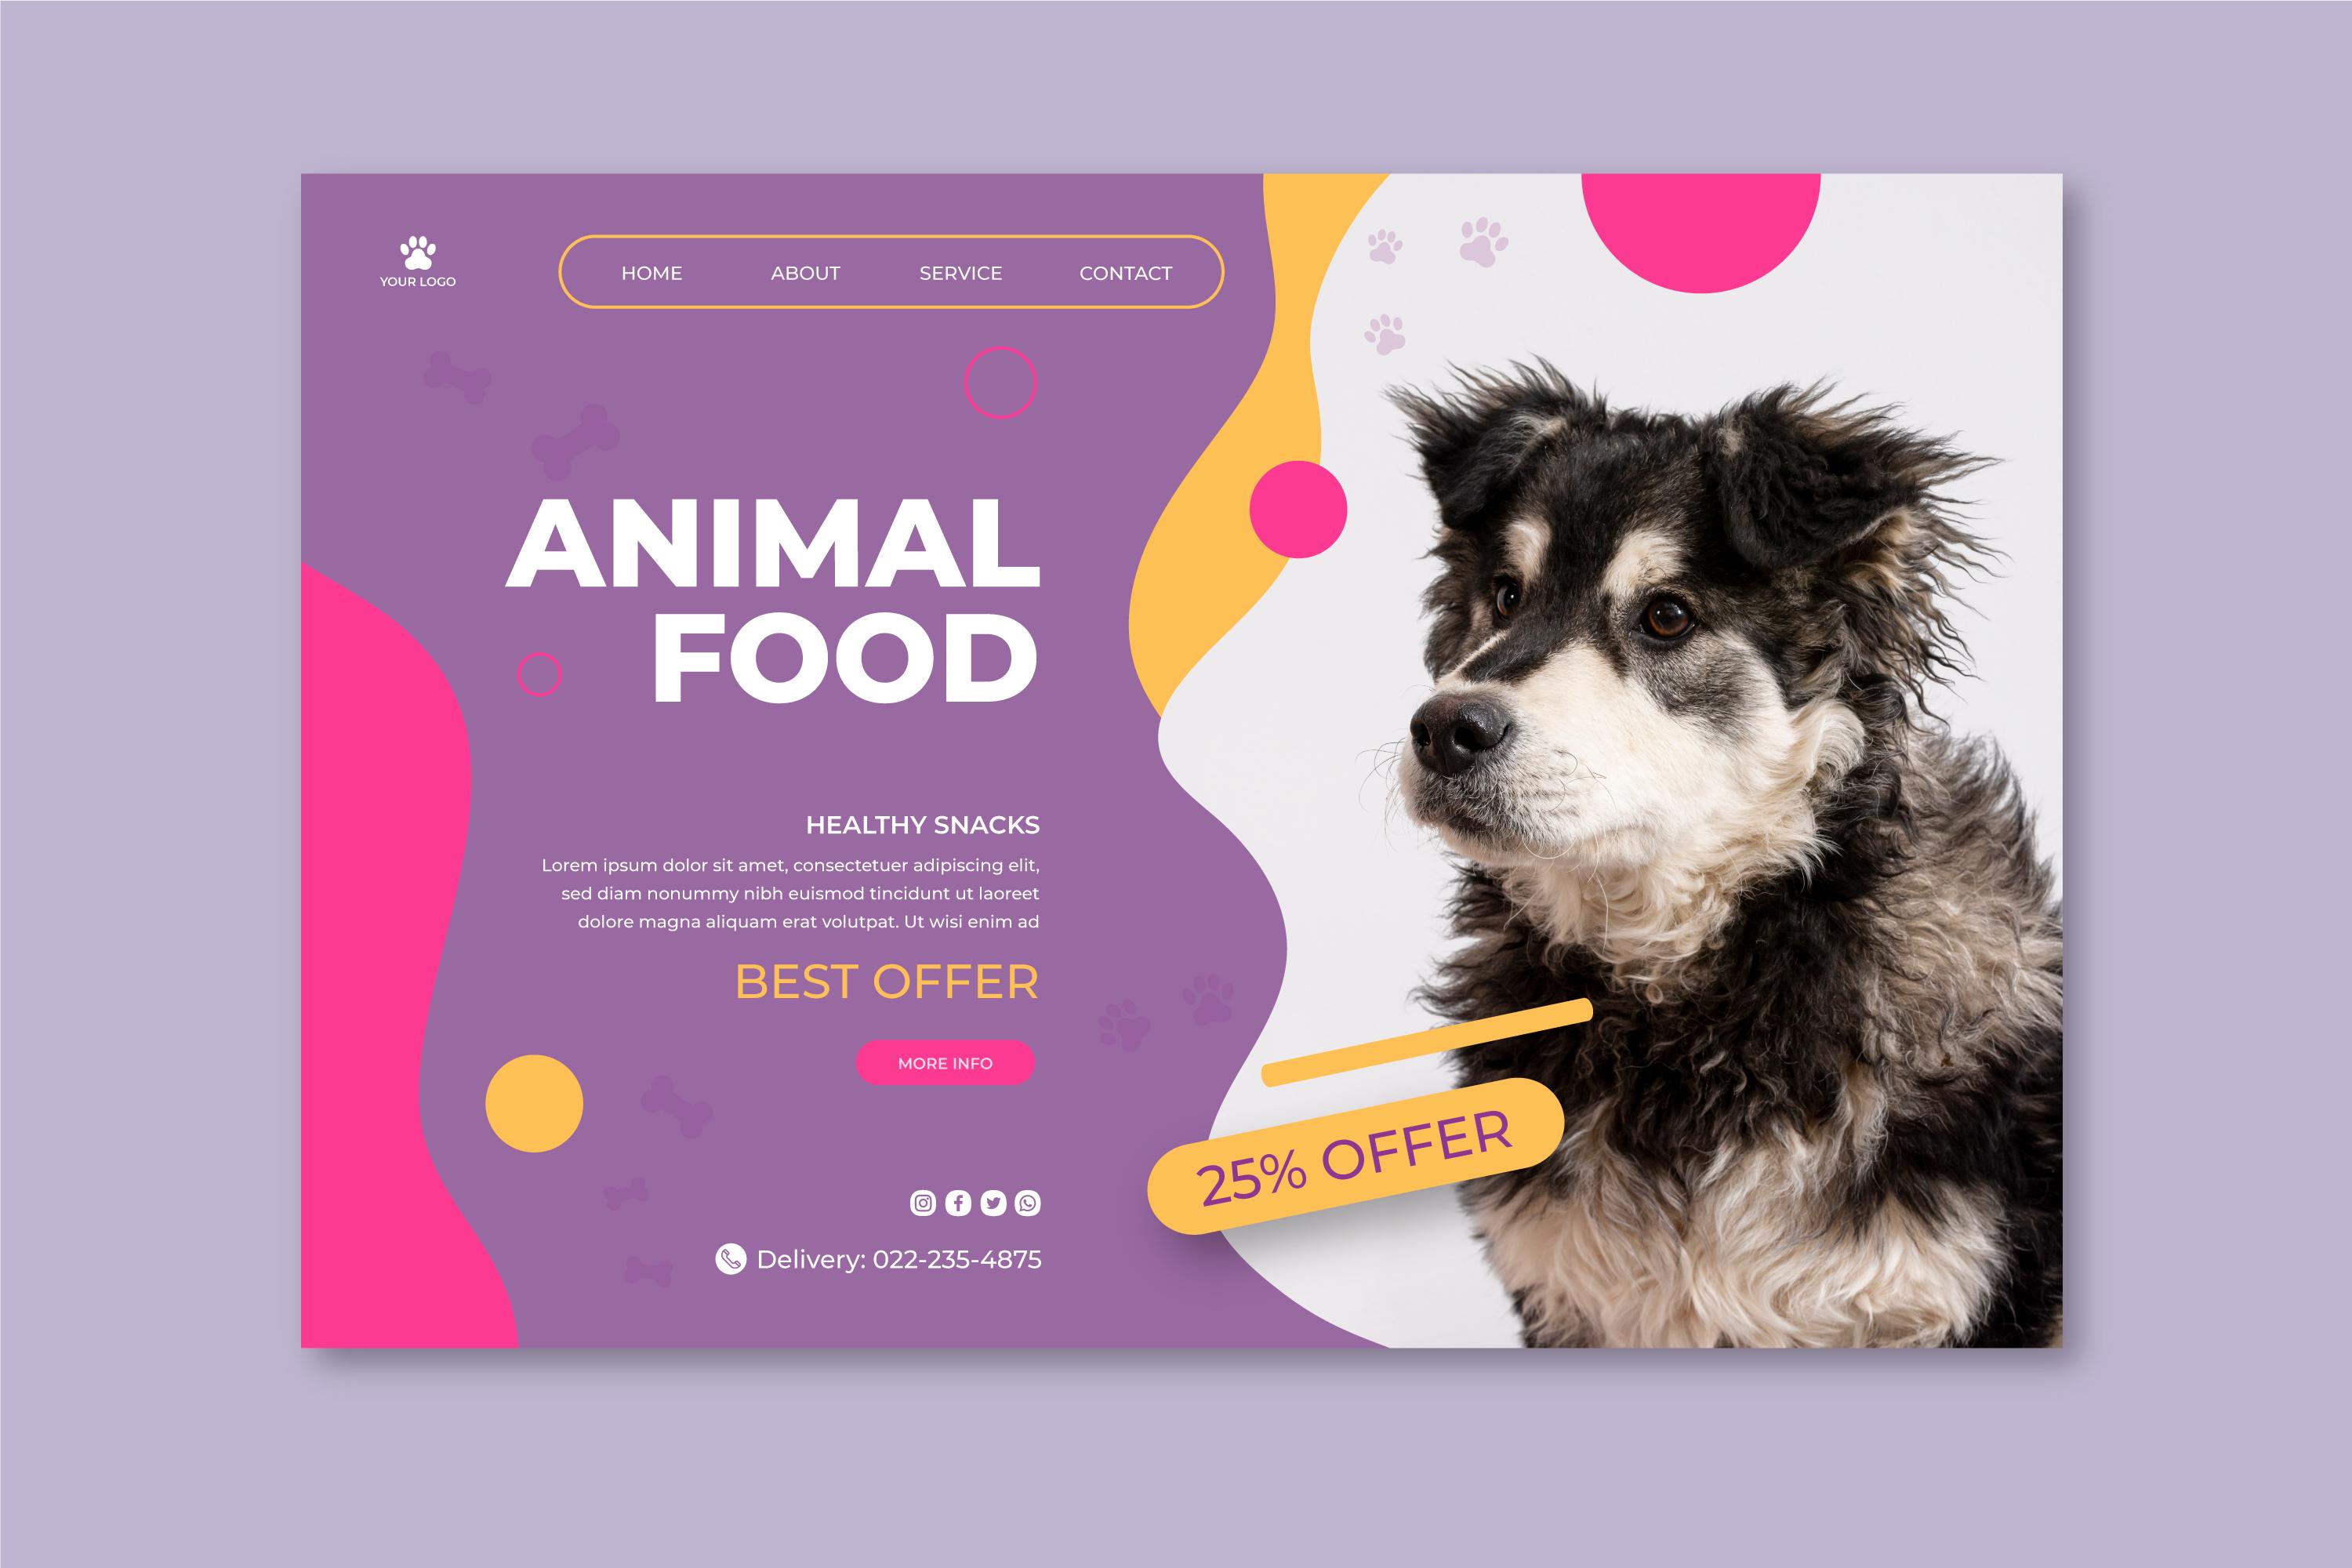 YOUR LOGO
HOME ABOUT SERVICE CONTACT
ANIMAL
FOOD
HEALTHY SNACKS
Lorem ipsum dolor sit amet, consectetuer adipiscing elit,
sed diam nonummy nibh euismod tincidunt ut laoreet
dolore magna aliquam erat volutpat. Ut wisi enim ad
BEST OFFER
MORE INFO
25% OFFER
Delivery: 022-235-4875